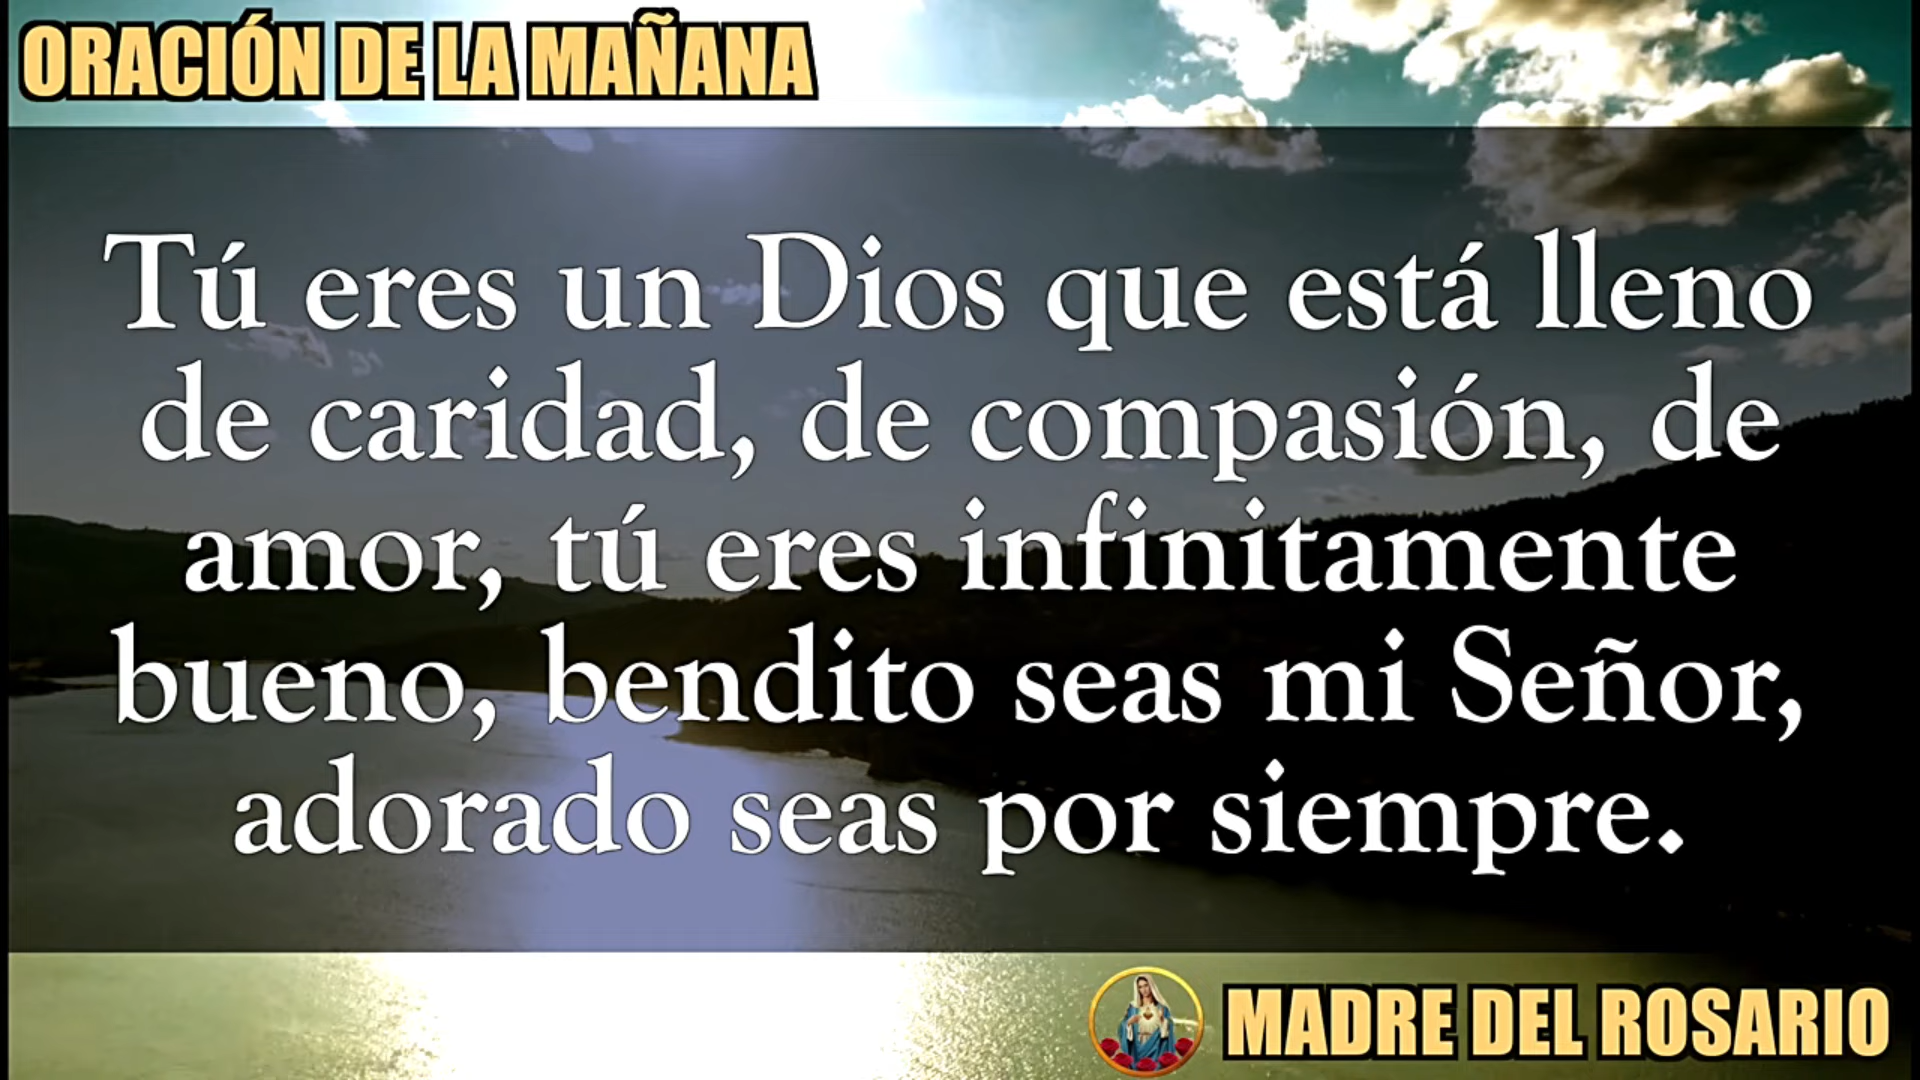 ORACIÓN DE LA MAÑANA
Tú eres un Dios que está lleno
de caridad, de compasión, de
amor, tú eres infinitamente
bueno, bendito seas mi Señor,
adorado seas por siempre.
MADRE DEL ROSARIO